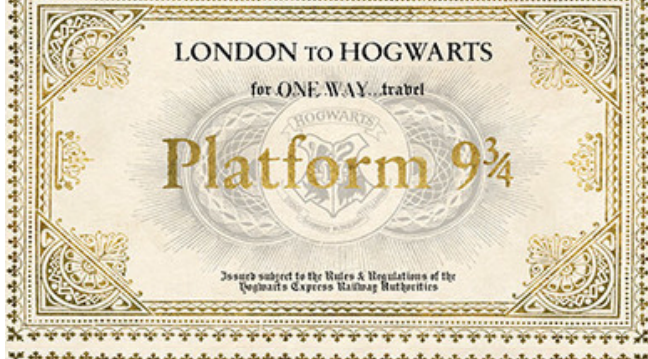 LONDON TO HOGWARTS
for ONE WAY...travel
HOGWARTS
Platform 9¾
Issued subject to the Rules & Regulations of the
Hogwarts Express Railway Authorities